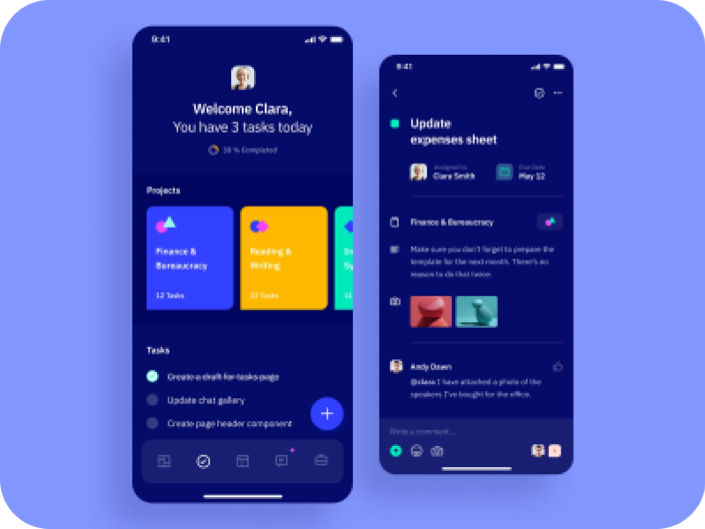 9:41
Welcome Clara,
You have 3 tasks today
Completed
Projects
Finance &
Bureaucracy
12 Tasks
Reading &
Writing
Tasks
Create a draft for tasks page
Update chat gallery
Create page header component
9:41
Update
expenses sheet
Assigned to
Clara Smith
Due Date
May 12
Finance & Bureaucracy
Make sure you don't forget to prepare the
template for the next month. There's no
reason to do that twice.
Andy Dawn
@clara I have attached a photo of the
speakers I've bought for the office.
Write a comment...